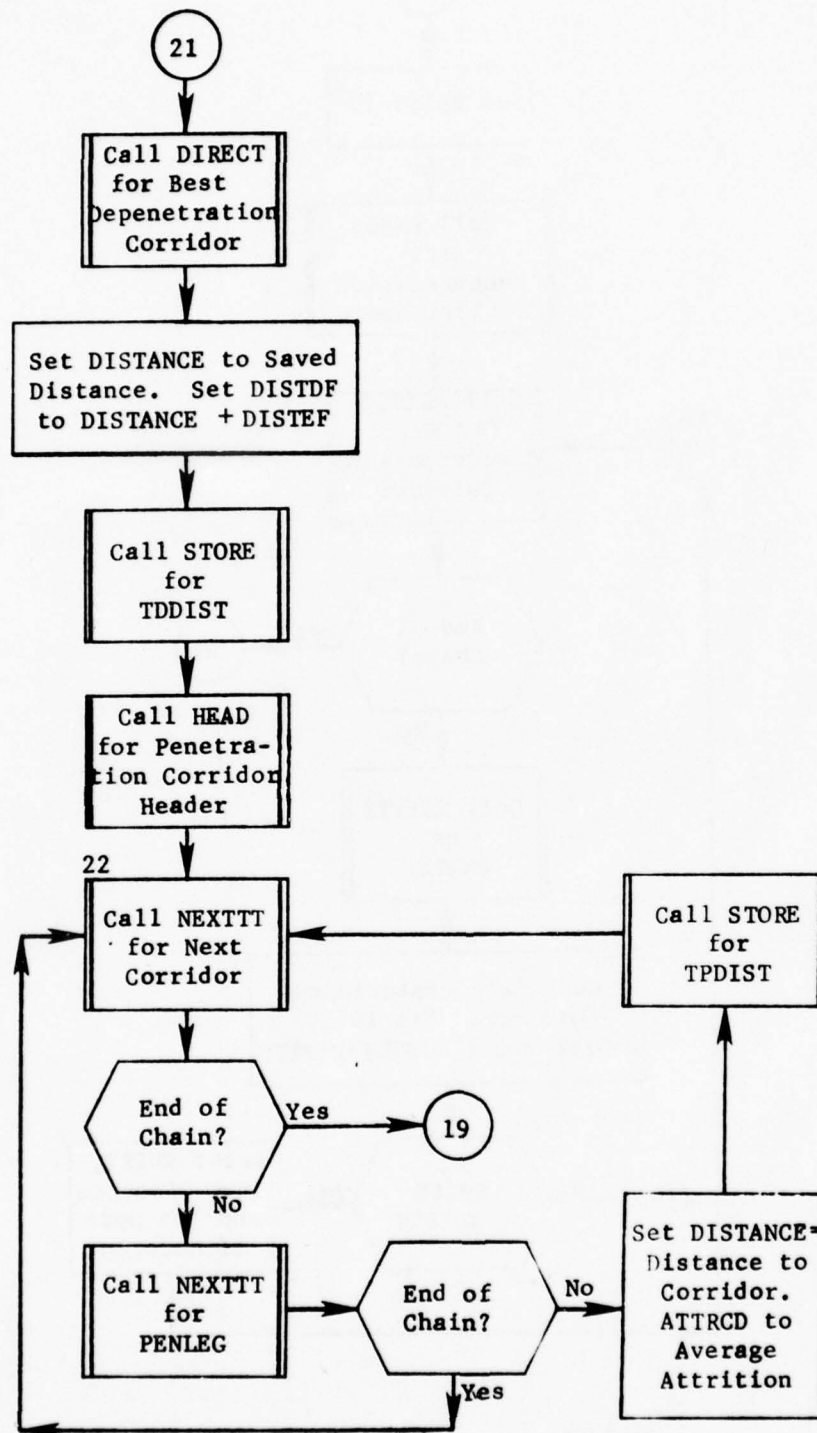 21
Call DIRECT
for Best
Depenetration
Corridor
Set DISTANCE to Saved
Distance. Set DISTDF
to DISTANCE + DISTEF
Call STORE
for
TDDIST
Call HEAD
for Penetra-
tion Corridor
Header
22
Call NEXTTT
for Next
Corridor
Call STORE
for
TPDIST
End of
Chain?
Yes
19
No
Call NEXTTT
for
PENLEG
End of
Chain?
No
Yes
Set DISTANCE=
Distance to
Corridor.
ATTRCD to
Average
Attrition